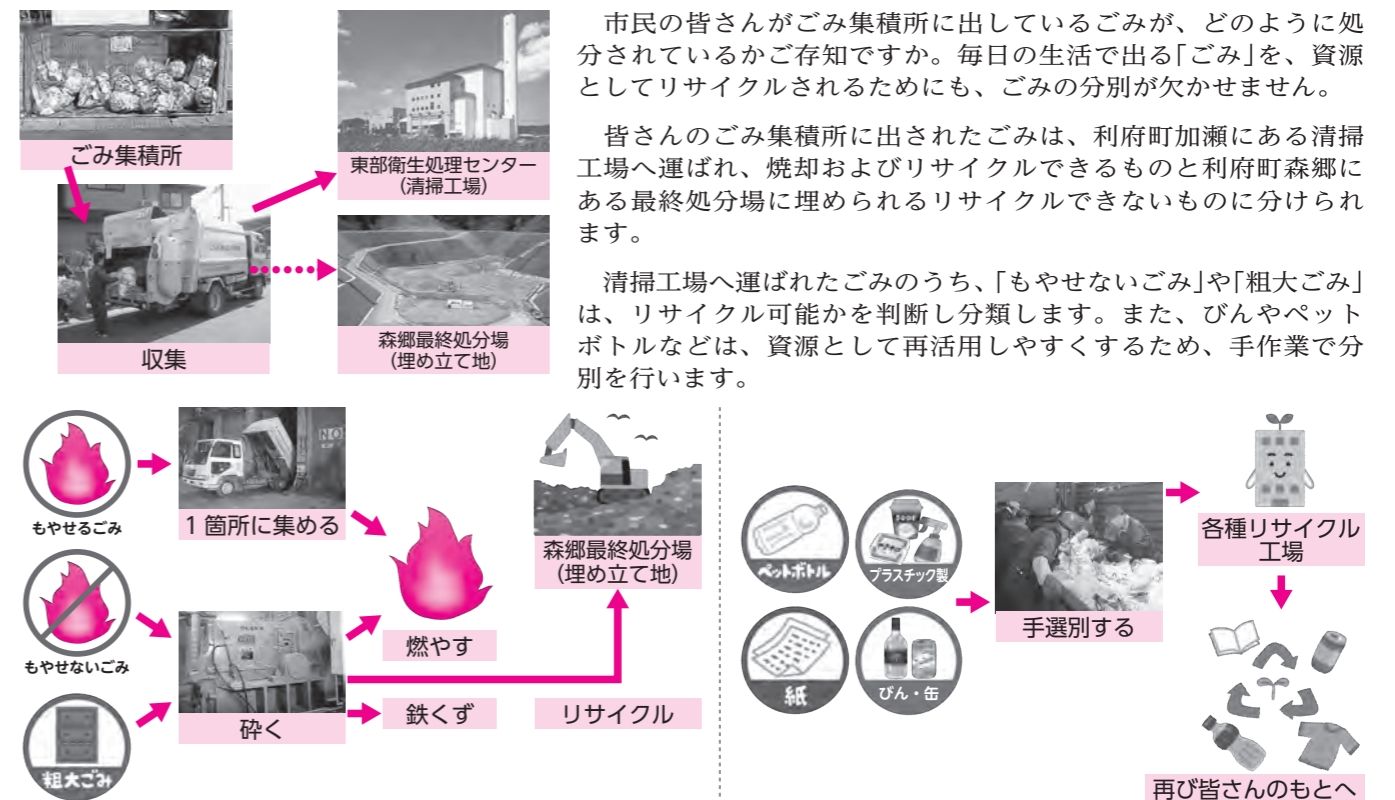 市民の皆さんがごみ集積所に出しているごみが、どのように処
分されているかご存知ですか。毎日の生活で出る「ごみ」を、資源
としてリサイクルされるためにも、ごみの分別が欠かせません。
皆さんのごみ集積所に出されたごみは、利府町加瀬にある清掃
工場へ運ばれ、焼却およびリサイクルできるものと利府町森郷に
ある最終処分場に埋められるリサイクルできないものに分けられ
ます。
清掃工場へ運ばれたごみのうち、「もやせないごみ」や「粗大ごみ」
は、リサイクル可能かを判断し分類します。また、びんやペット
ボトルなどは、資源として再活用しやすくするため、手作業で分
別を行います。
ごみ集積所
東部衛生処理センター
(清掃工場)
収集
森郷最終処分場
(埋め立て地)
もやせるごみ
1箇所に集める
NO
燃やす
森郷最終処分場
(埋め立て地)
もやせないごみ
粗大ごみ
砕く
鉄くず
リサイクル
ペットボトル
プラスチック製
紙
びん・缶
手選別する
各種リサイクル
工場
再び皆さんのもとへ